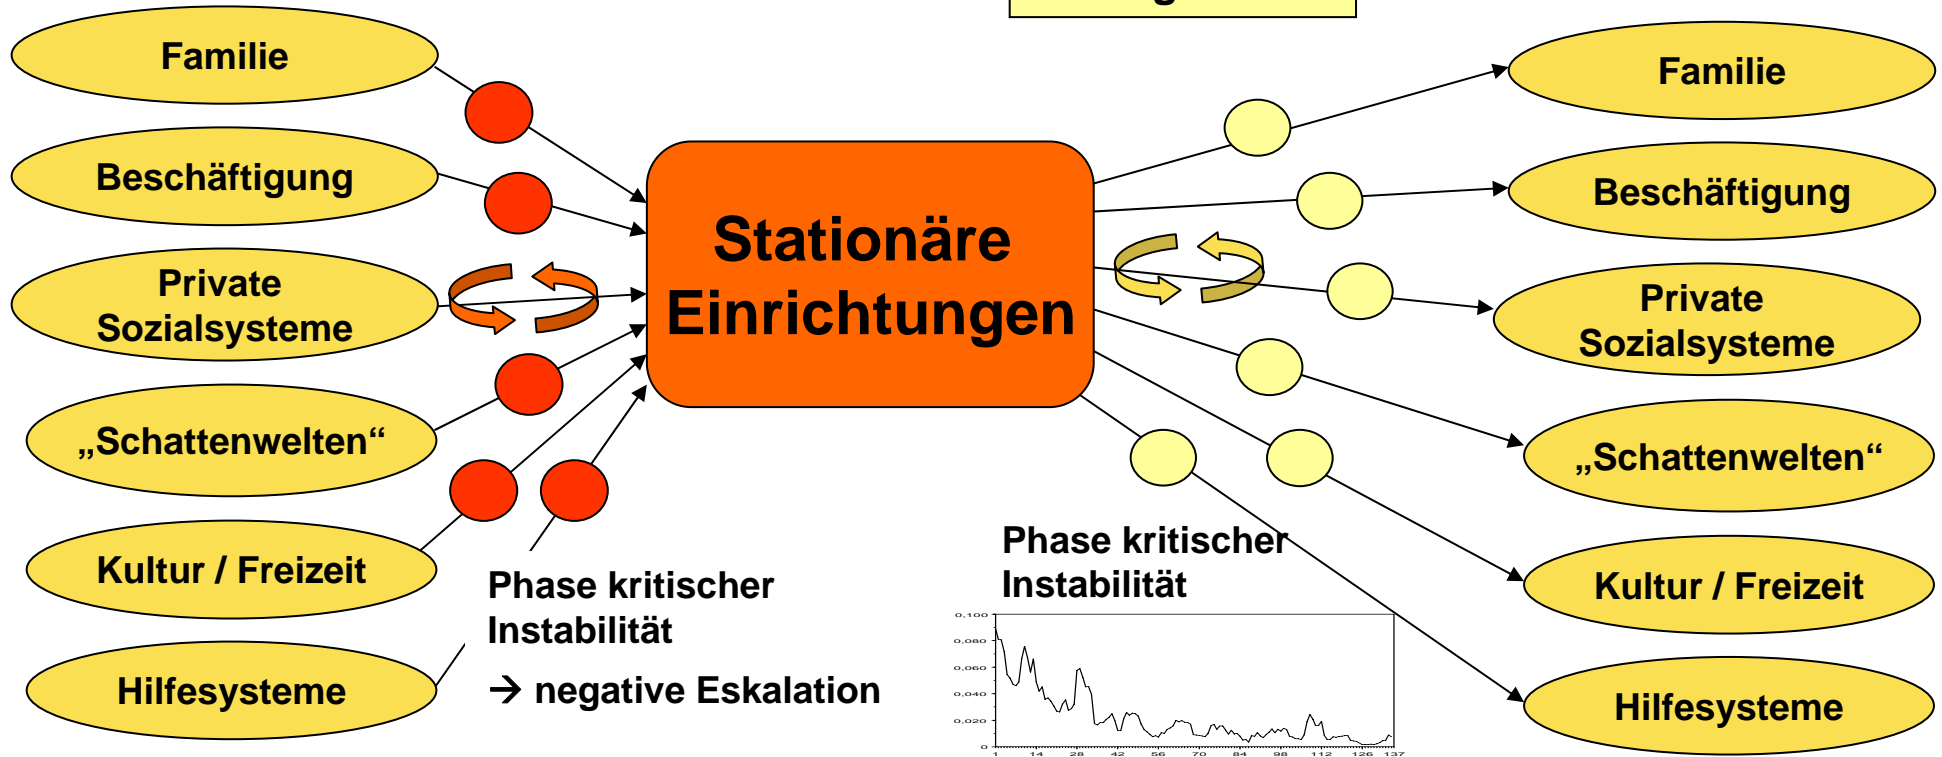 Familie
Beschäftigung
Private
Sozialsysteme
„Schattenwelten“
Kultur / Freizeit
Hilfesysteme
Stationäre
Einrichtungen
Phase kritischer
Instabilität
→ negative Eskalation
Phase kritischer
Instabilität
0,100
0,080
0,060
0,040
0,020
0
1 14 28 42 56 70 84 98 112 126 137
Familie
Beschäftigung
Private
Sozialsysteme
„Schattenwelten“
Kultur / Freizeit
Hilfesysteme